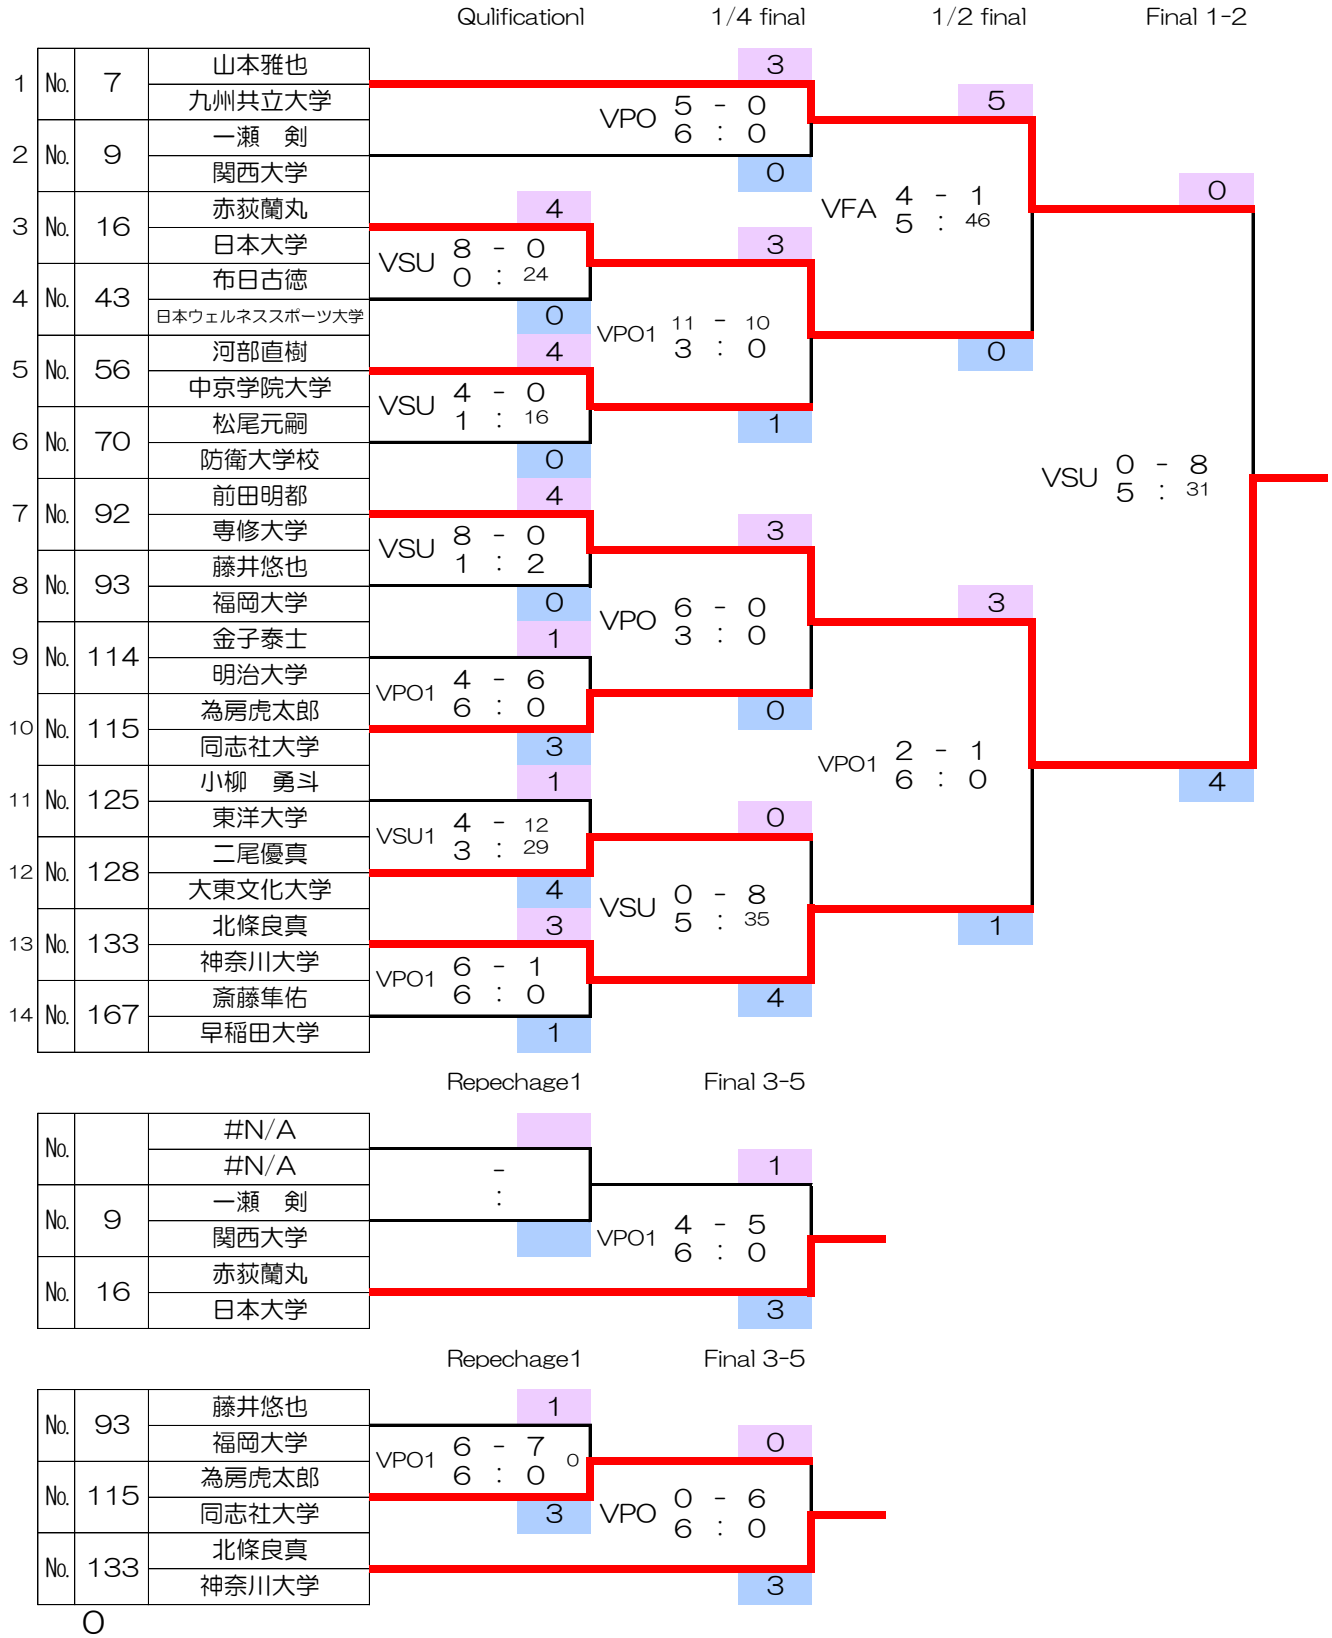 Qulification1 1/4 final 1/2 final Final 1-2
1 No. 7 山本雅也 3
九州共立大学 VPO 5 - 0 5
6 : 0
2 No. 9 一瀬 剣
関西大学 0
3 No. 16 赤荻蘭丸 4 VFA 4 - 1 0
日本大学 VSU 8 - 0 3 5 : 46
0 : 24
4 No. 43 布日古徳
日本ウェルネススポーツ大学 0 VPO1 11 - 10
3 : 0
5 No. 56 河部直樹 4 0
中京学院大学 VSU 4 - 0
1 : 16
6 No. 70 松尾元嗣 1
防衛大学校 0 VSU 0 - 8
5 : 31
7 No. 92 前田明都 4
専修大学 VSU 8 - 0 3
1 : 2
8 No. 93 藤井悠也
福岡大学 0 VPO 6 - 0 3
3 : 0
9 No. 114 金子泰士 1
明治大学 VPO1 4 - 6
6 : 0
10 No. 115 為房虎太郎 0
同志社大学 3 VPO1 2 - 1
6 : 0
11 No. 125 小柳 勇斗 1 4
東洋大学 VSU1 4 - 12 0
3 : 29
12 No. 128 二尾優真
大東文化大学 4 VSU 0 - 8
5 : 35
13 No. 133 北條良真 3 1
神奈川大学 VPO1 6 - 1
6 : 0
14 No. 167 斎藤隼佑 4
早稲田大学 1
Repechage1 Final 3-5
No. #N/A
#N/A - 1
:
No. 9 一瀬 剣
関西大学 VPO1 4 - 5
6 : 0
No. 16 赤荻蘭丸
日本大学 3
Repechage1 Final 3-5
No. 93 藤井悠也 1
福岡大学 VPO1 6 - 7 0 0
6 : 0
No. 115 為房虎太郎
同志社大学 3 VPO 0 - 6
6 : 0
No. 133 北條良真
神奈川大学 3
0